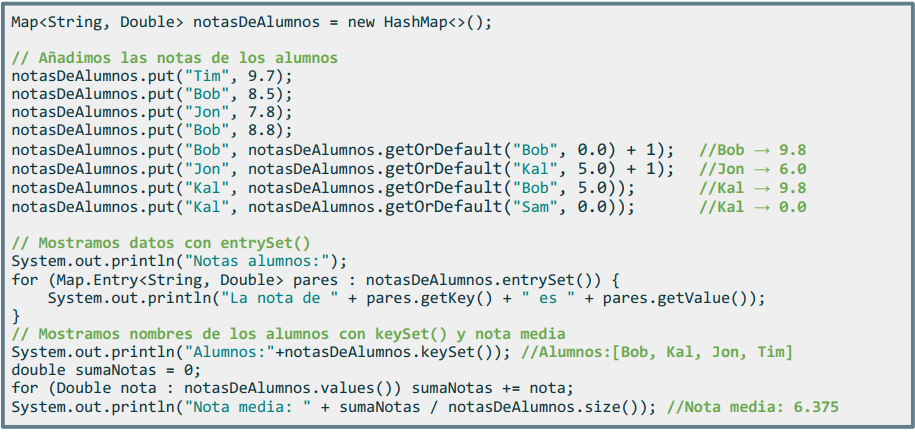 Map<String, Double> notasDeAlumnos = new HashMap<>();
// Añadimos las notas de los alumnos
notasDeAlumnos.put("Tim", 9.7);
notasDeAlumnos.put("Bob", 8.5);
notasDeAlumnos.put("Jon", 7.8);
notasDeAlumnos.put("Bob", 8.8);
notasDeAlumnos.put("Bob", notasDeAlumnos.getOrDefault("Bob", 0.0) + 1); //Bob → 9.8
notasDeAlumnos.put("Jon", notasDeAlumnos.getOrDefault("Kal", 5.0) + 1); //Jon → 6.0
notasDeAlumnos.put("Kal", notasDeAlumnos.getOrDefault("Bob", 5.0)); //Kal → 9.8
notasDeAlumnos.put("Kal", notasDeAlumnos.getOrDefault("Sam", 0.0)); //Kal → 0.0
// Mostramos datos con entrySet()
System.out.println("Notas alumnos:");
for (Map.Entry<String, Double> pares : notasDeAlumnos.entrySet()) {
System.out.println("La nota de " + pares.getKey() + " es " + pares.getValue());
}
// Mostramos nombres de los alumnos con keySet() y nota media
System.out.println("Alumnos:"+notasDeAlumnos.keySet()); //Alumnos:[Bob, Kal, Jon, Tim]
double sumaNotas = 0;
for (Double nota : notasDeAlumnos.values()) sumaNotas += nota;
System.out.println("Nota media: " + sumaNotas / notasDeAlumnos.size()); //Nota media: 6.375